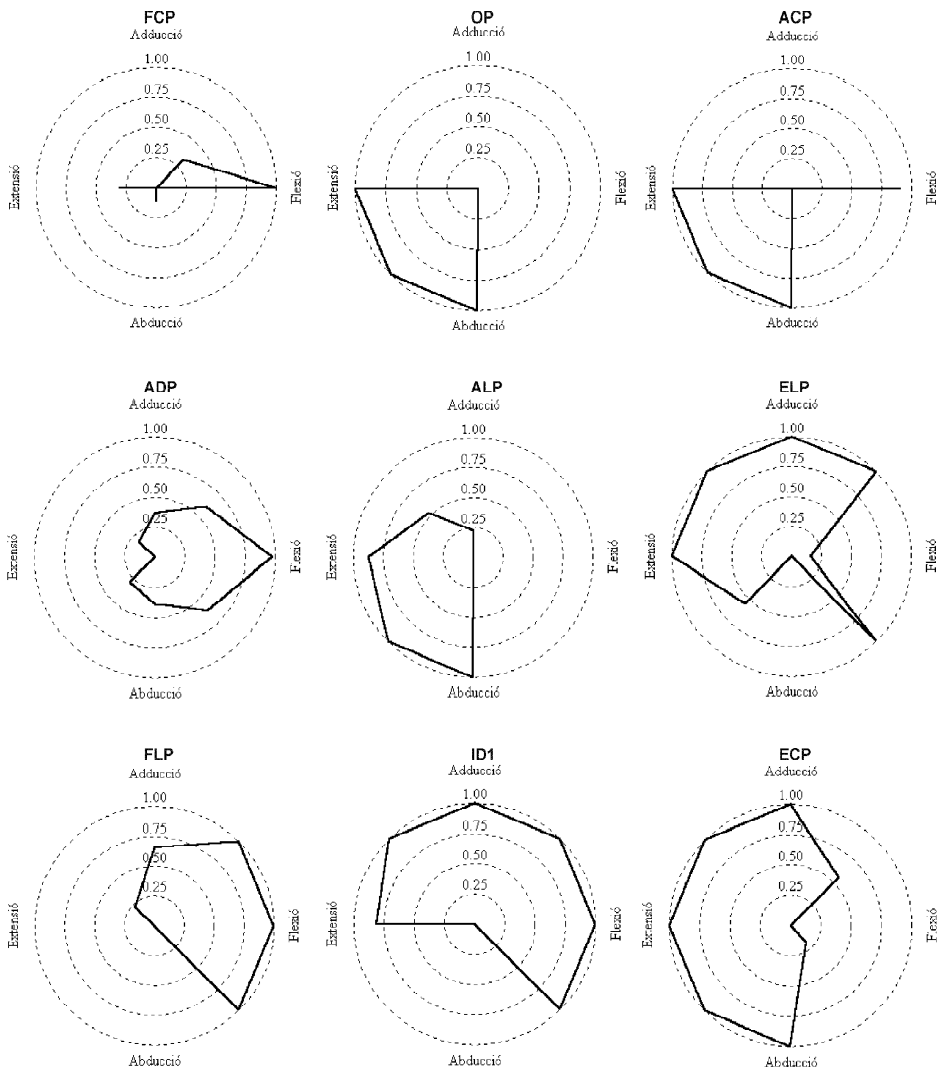 FCP
Adducció
1.00
0.75
0.50
0.25
Extensió
Flexió
Abducció
OP
Adducció
1.00
0.75
0.50
0.25
Extensió
Flexió
Abducció
ACP
Adducció
1.00
0.75
0.50
0.25
Extensió
Flexió
Abducció
ADP
Adducció
1.00
0.75
0.50
0.25
Extensió
Flexió
Abducció
ALP
Adducció
1.00
0.75
0.50
0.25
Extensió
Flexió
Abducció
ELP
Adducció
1.00
0.75
0.50
0.25
Extensió
Flexió
Abducció
FLP
Adducció
1.00
0.75
0.50
0.25
Extensió
Flexió
Abducció
ID1
Adducció
1.00
0.75
0.50
0.25
Extensió
Flexió
Abducció
ECP
Adducció
1.00
0.75
0.50
0.25
Extensió
Flexió
Abducció